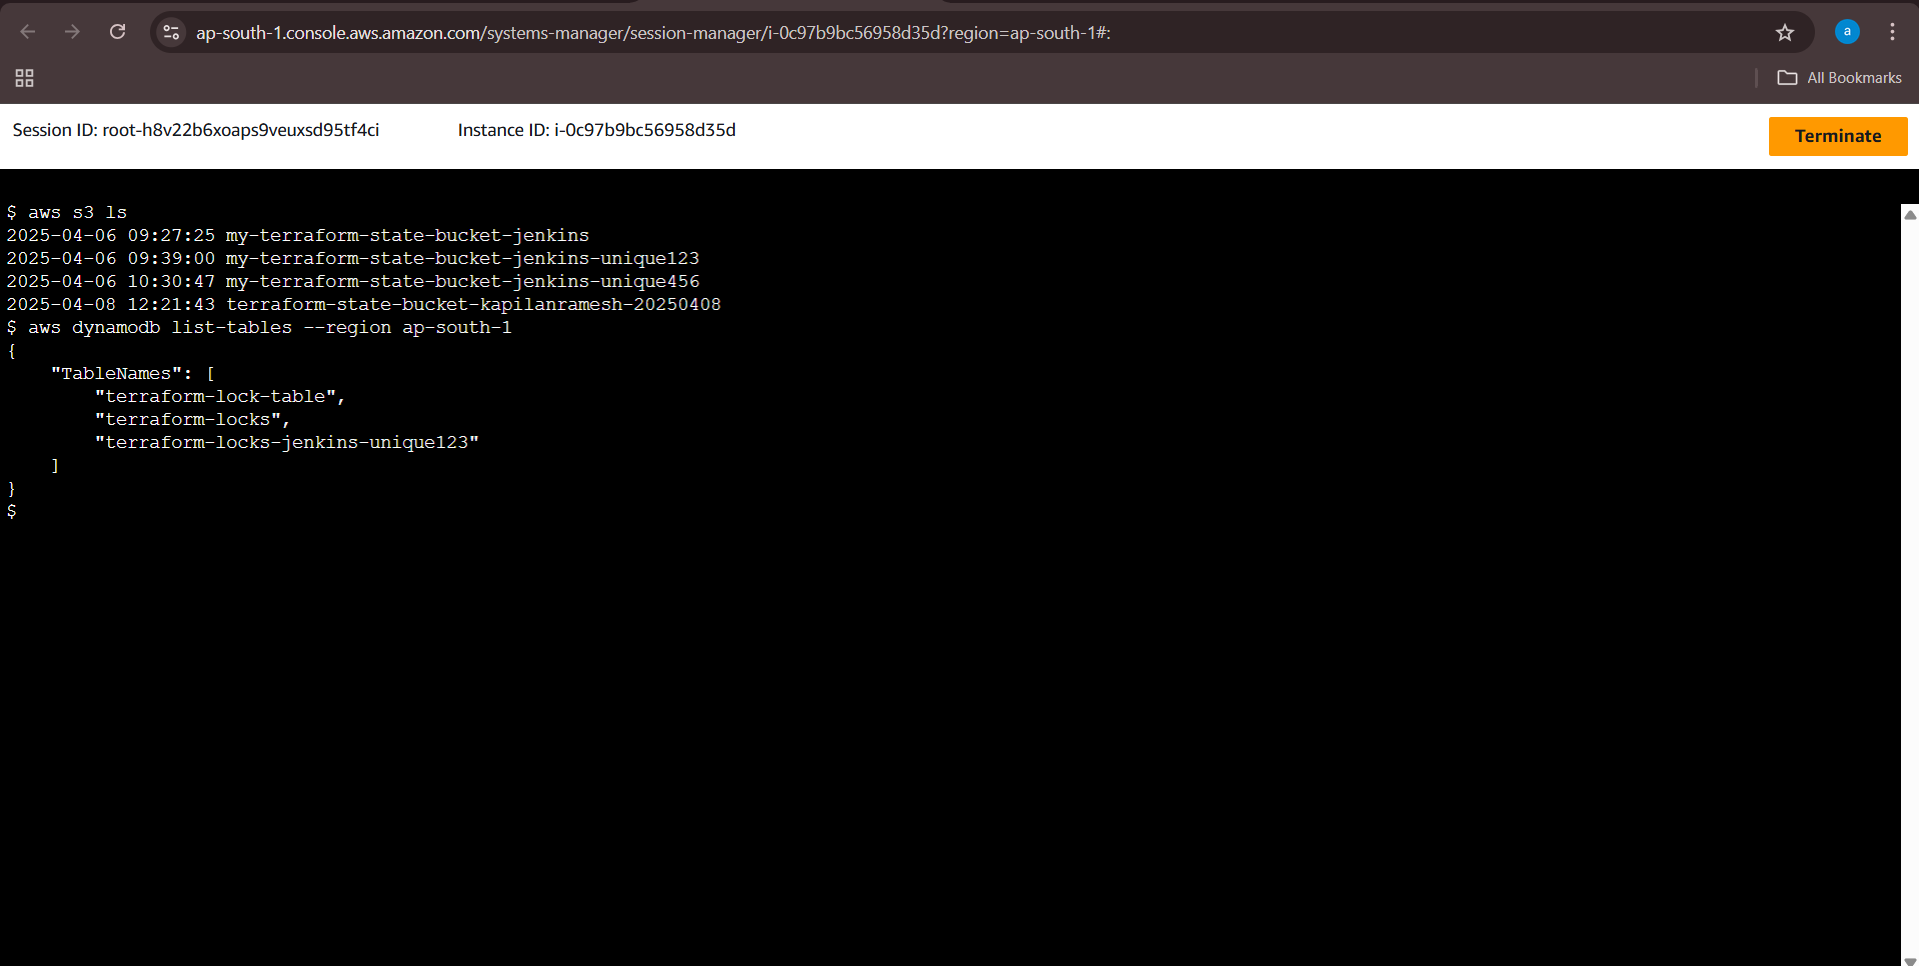 ap-south-1.console.aws.amazon.com/systems-manager/session-manager/i-0c97b9bc56958d35d?region=ap-south-1#:
a
All Bookmarks
Session ID: root-h8v22b6xoaps9veuxsd95tf4ci Instance ID: i-0c97b9bc56958d35d
Terminate
$ aws s3 ls
2025-04-06 09:27:25 my-terraform-state-bucket-jenkins
2025-04-06 09:39:00 my-terraform-state-bucket-jenkins-unique123
2025-04-06 10:30:47 my-terraform-state-bucket-jenkins-unique456
2025-04-08 12:21:43 terraform-state-bucket-kapilanramesh-20250408
$ aws dynamodb list-tables --region ap-south-1
{
    "TableNames": [
        "terraform-lock-table",
        "terraform-locks",
        "terraform-locks-jenkins-unique123"
    ]
}
$